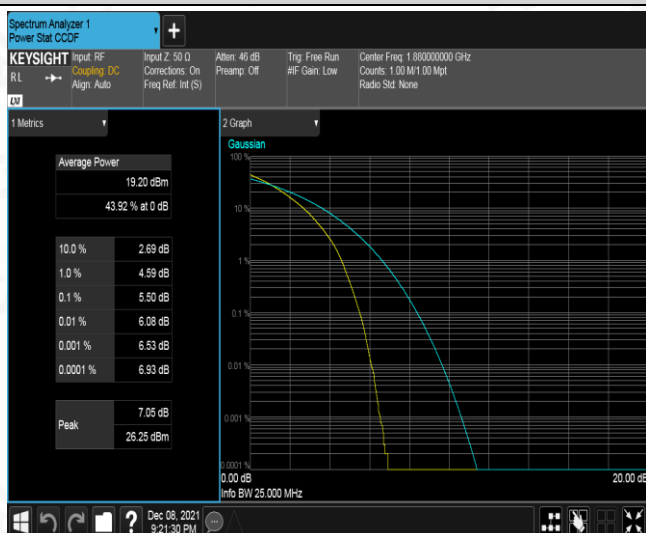 Spectrum Analyzer 1
Power Stat CCDF
+
KEYSIGHT
R L
LXI
Input: RF
Coupling: DC
Align: Auto
Input Z: 50 Ω
Corrections: On
Freq Ref: Int (S)
Atten: 46 dB
Preamp: Off
Trig: Free Run
#IF Gain: Low
Center Freq: 1.880000000 GHz
Counts: 1.00 M/1.00 Mpt
Radio Std: None
1 Metrics
Average Power
19.20 dBm
43.92 % at 0 dB
10.0 % 2.69 dB
1.0 % 4.59 dB
0.1 % 5.50 dB
0.01 % 6.08 dB
0.001 % 6.53 dB
0.0001 % 6.93 dB
Peak
7.05 dB
26.25 dBm
2 Graph
Gaussian
100 %
10 %
1 %
0.1 %
0.01 %
0.001 %
0.0001 %
0.00 dB 20.00 dB
Info BW 25.000 MHz
?
Dec 08, 2021
9:21:30 PM